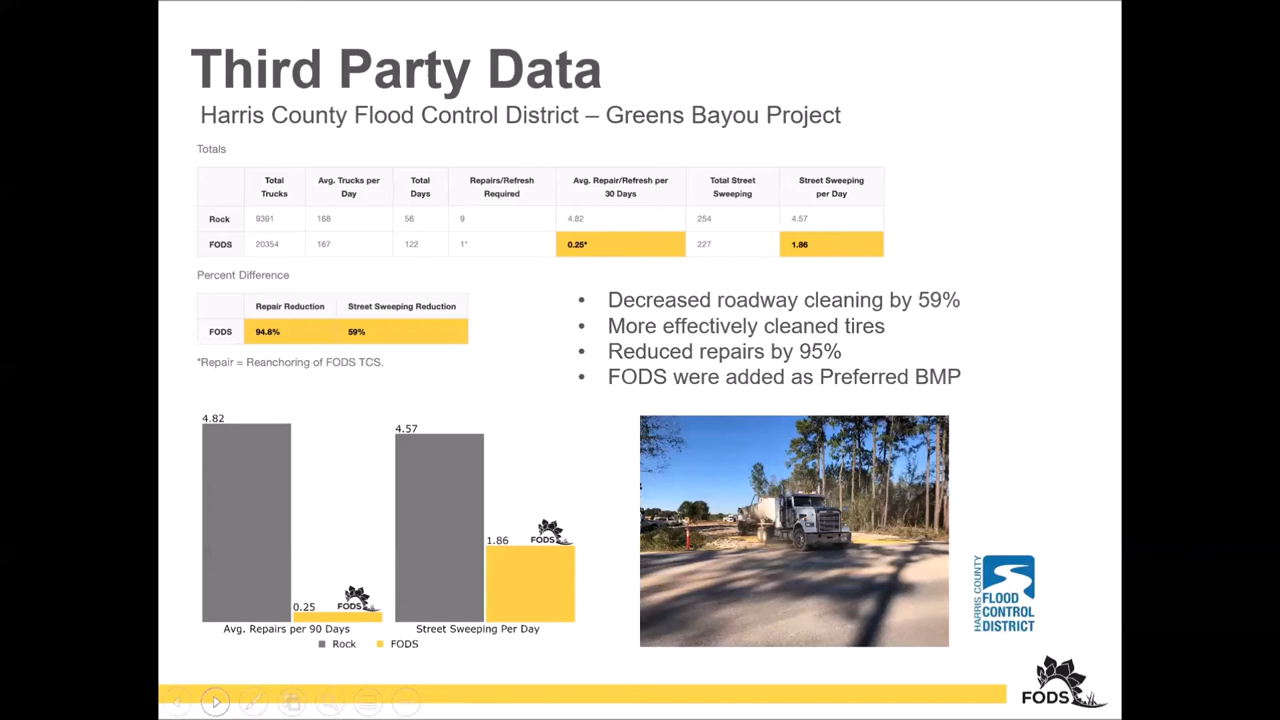 Third Party Data
Harris County Flood Control District – Greens Bayou Project
Totals
Total Trucks Avg. Trucks per Day Total Days Repairs/Refresh Required Avg. Repair/Refresh per 30 Days Total Street Sweeping Street Sweeping per Day
Rock 9391 168 56 9 4.82 254 4.57
FODS 20354 167 122 1* 0.25* 227 1.86
Percent Difference
Repair Reduction Street Sweeping Reduction
FODS 94.8% 59%
*Repair = Reanchoring of FODS TCS.
• Decreased roadway cleaning by 59%
• More effectively cleaned tires
• Reduced repairs by 95%
• FODS were added as Preferred BMP
4.82
0.25
FODS
Avg. Repairs per 90 Days
4.57
1.86
FODS
Street Sweeping Per Day
Rock FODS
HARRIS COUNTY
FLOOD
CONTROL
DISTRICT
FODS